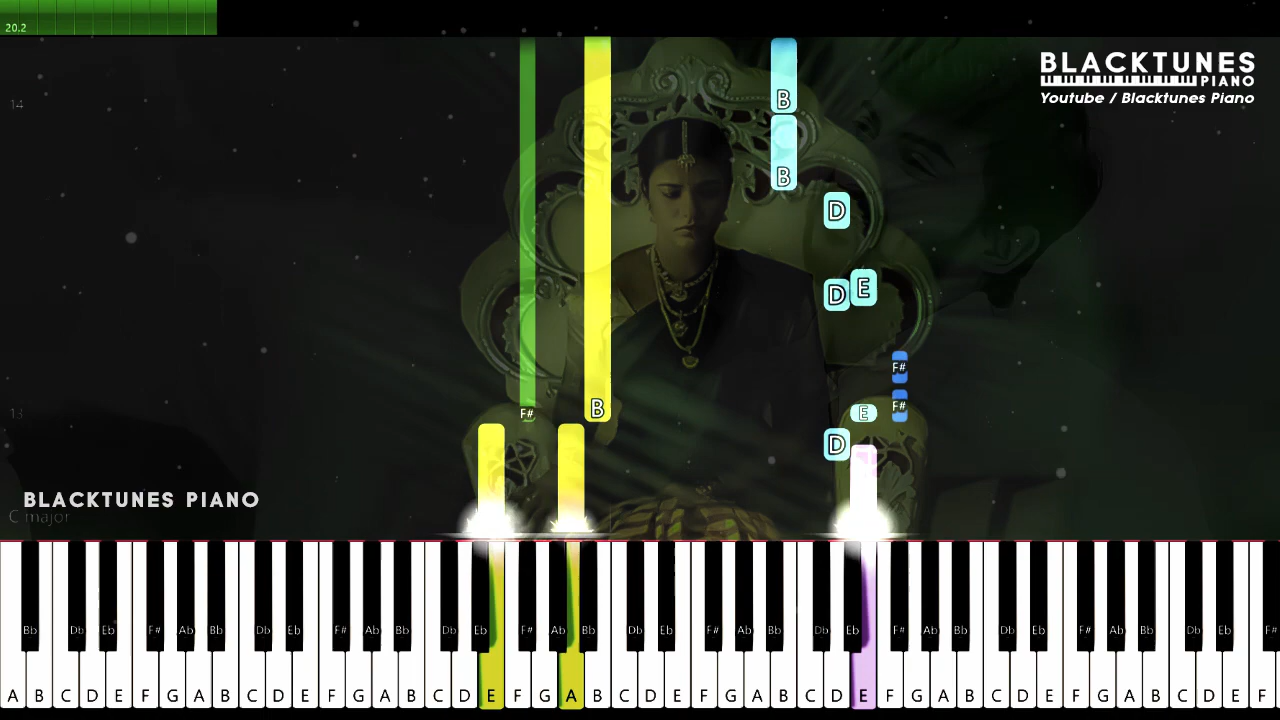 20.2
BLACKTUNES
PIANO
Youtube / Blacktunes Piano
14
B
B
D
D E
F#
F#
13 F# B E
D
BLACKTUNES PIANO
C major
Bb Db Eb F# Ab Bb Db Eb F# Ab Bb Db Eb F# Ab Bb Db Eb F# Ab Bb Db Eb F# Ab Bb Db Eb F# Ab Bb Db Eb F#
A B C D E F G A B C D E F G A B C D E F G A B C D E F G A B C D E F G A B C D E F G A B C D E F